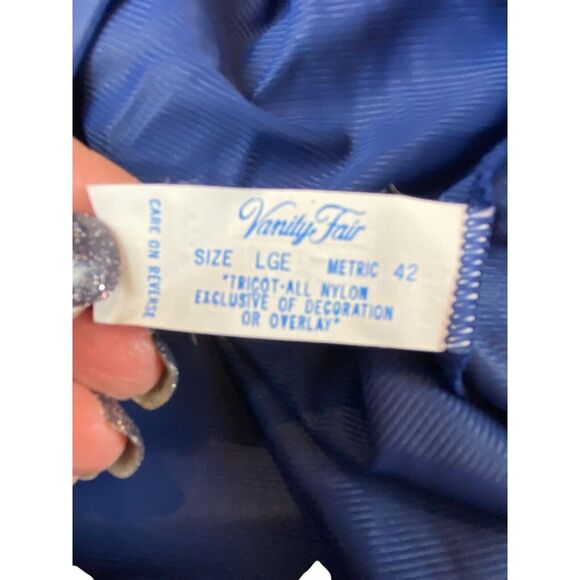 Vanity Fair
SIZE LGE METRIC 42
"TRICOT-ALL NYLON
EXCLUSIVE OF DECORATION
OR OVERLAY"
CARE ON REVERSE